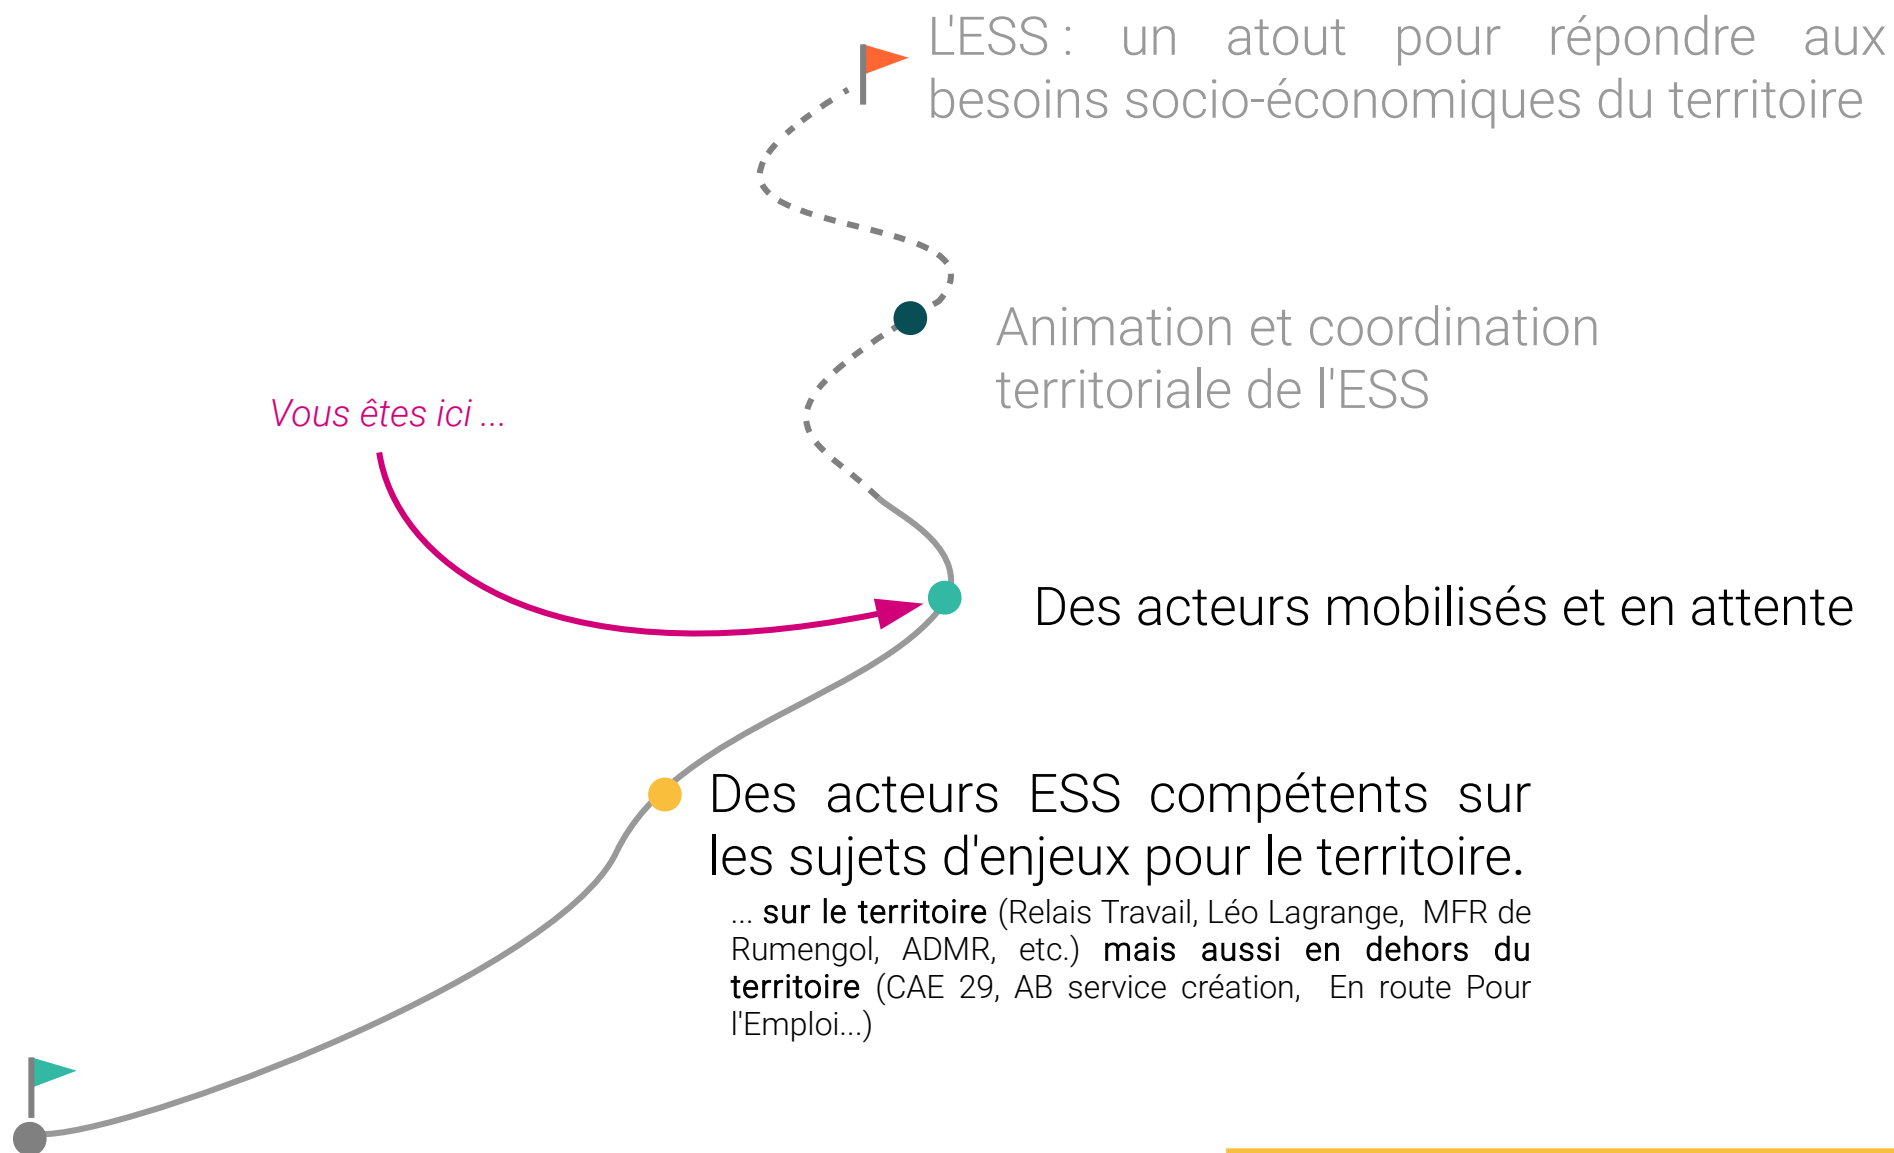 L'ESS : un atout pour répondre aux
besoins socio-économiques du territoire
Animation et coordination
territoriale de l'ESS
Vous êtes ici ...
Des acteurs mobilisés et en attente
Des acteurs ESS compétents sur
les sujets d'enjeux pour le territoire.
... sur le territoire (Relais Travail, Léo Lagrange, MFR de
Rumengol, ADMR, etc.) mais aussi en dehors du
territoire (CAE 29, AB service création, En route Pour
l'Emploi...)